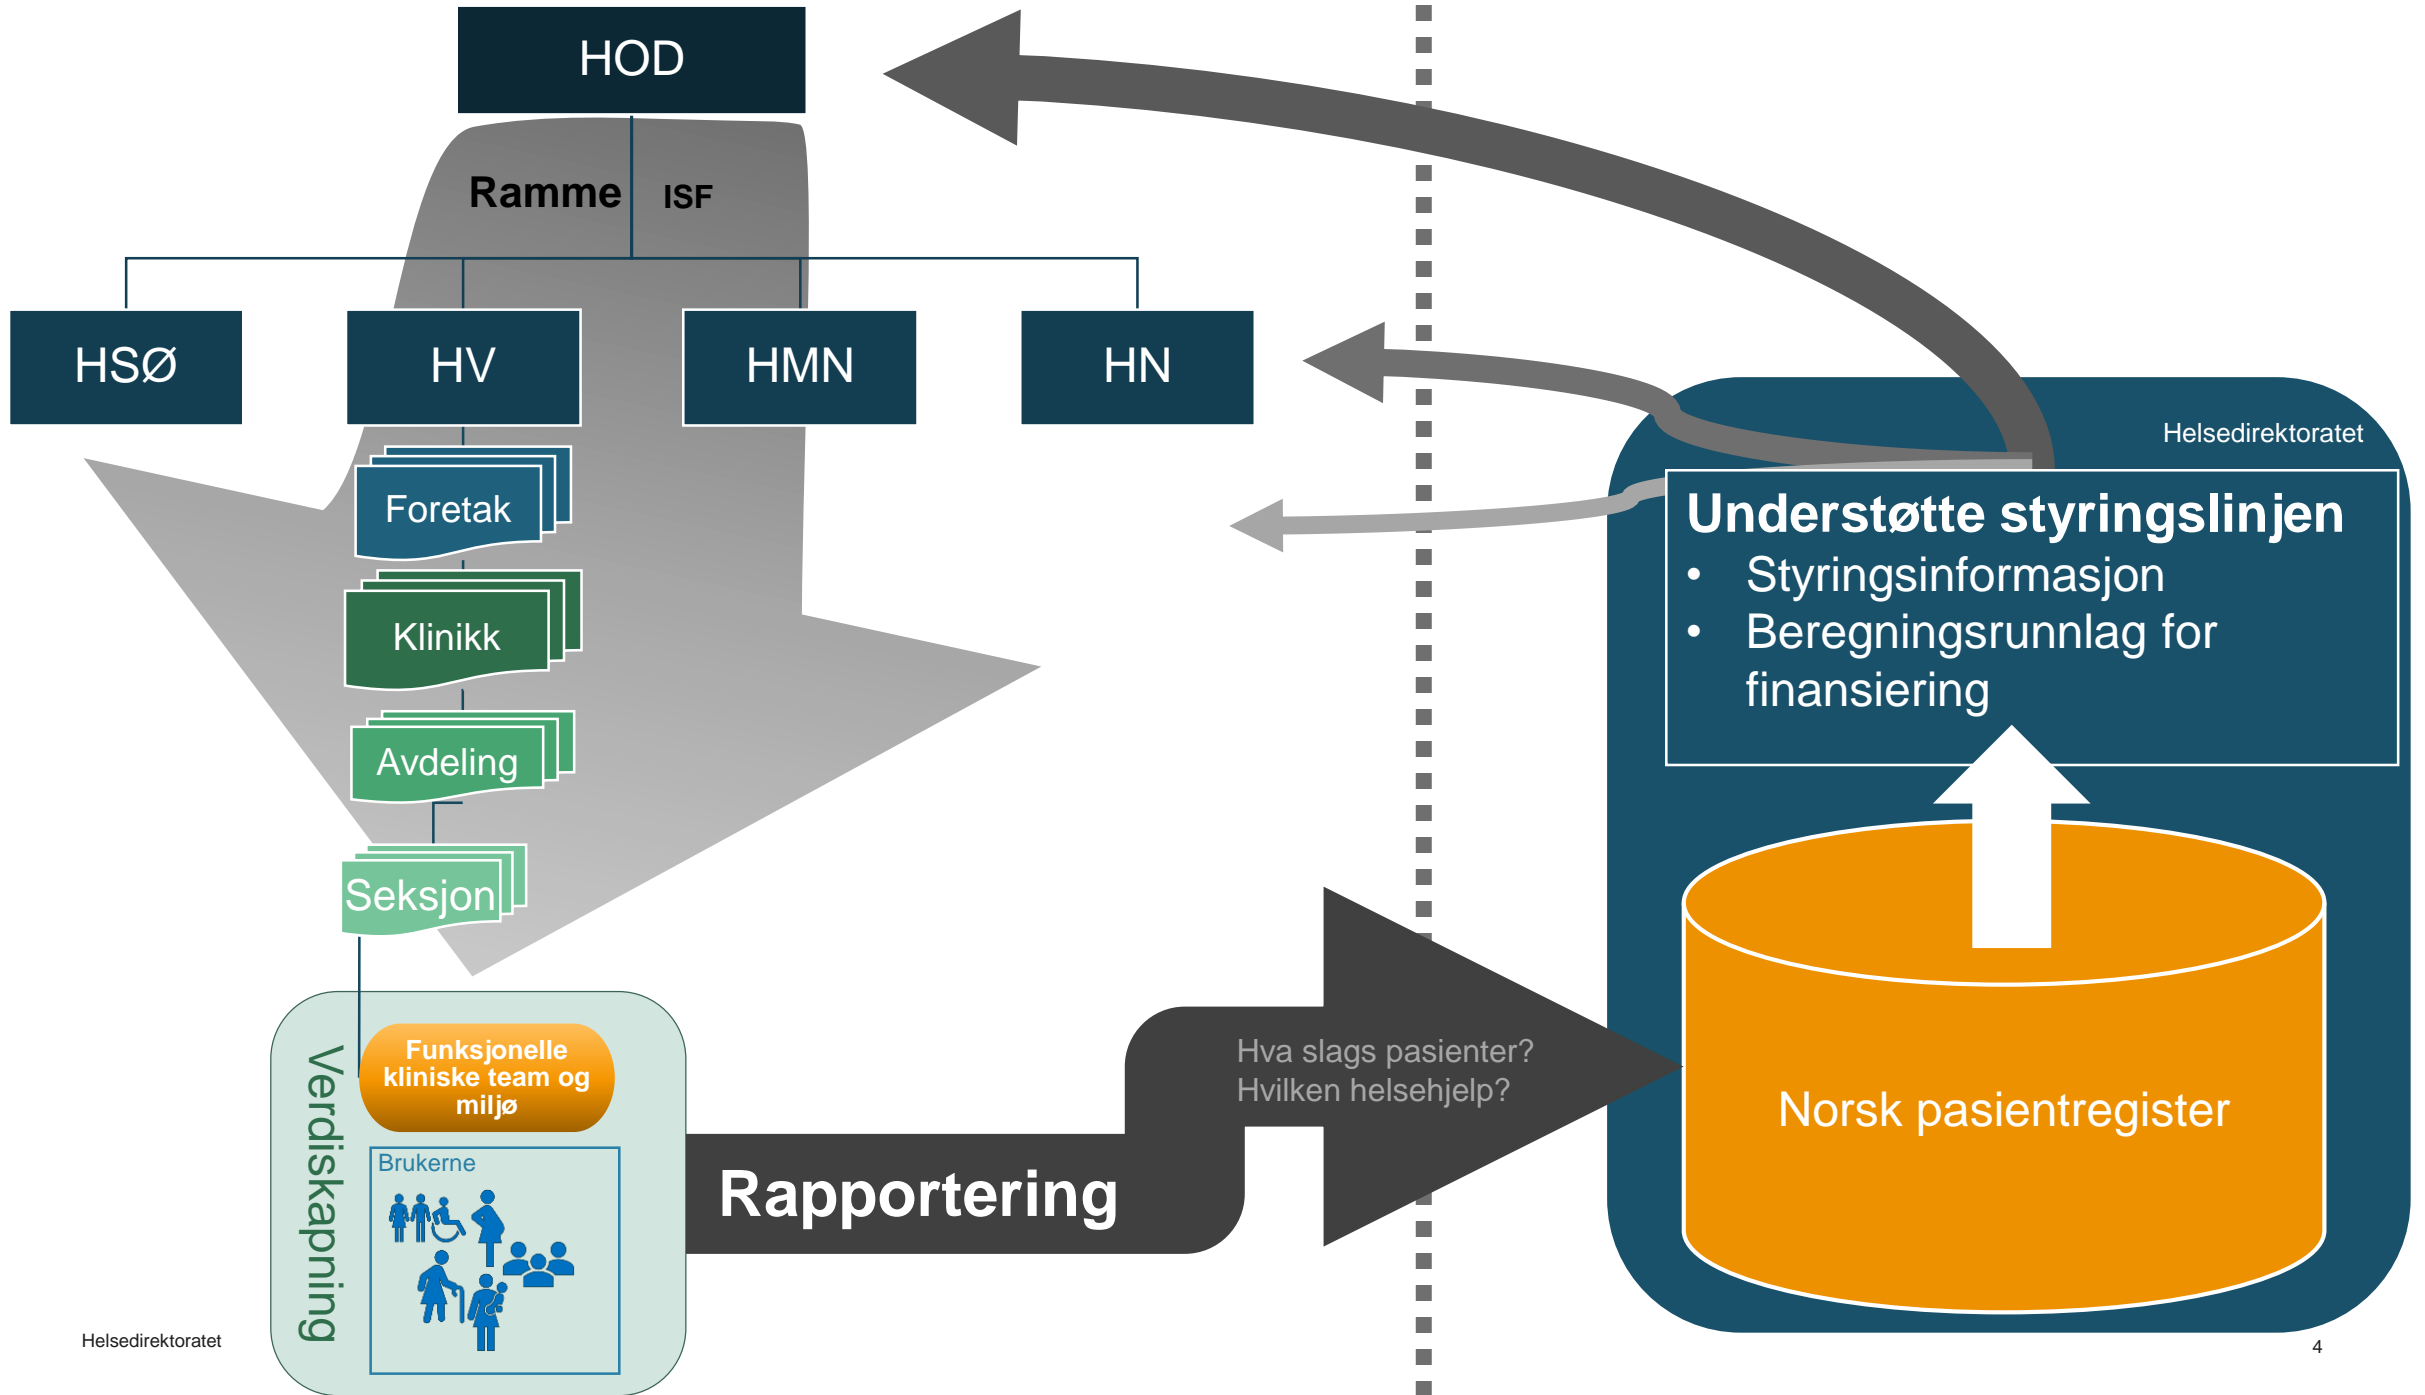 HOD
Ramme
ISF
HSØ
HV
HMN
HN
Foretak
Klinikk
Avdeling
Seksjon
Verdiskapning
Funksjonelle
kliniske team og
miljø
Brukerne
Rapportering
Hva slags pasienter?
Hvilken helsehjelp?
Helsedirektoratet
Understøtte styringslinjen
• Styringsinformasjon
• Beregningsrunnlag for
finansiering
Norsk pasientregister
Helsedirektoratet
4